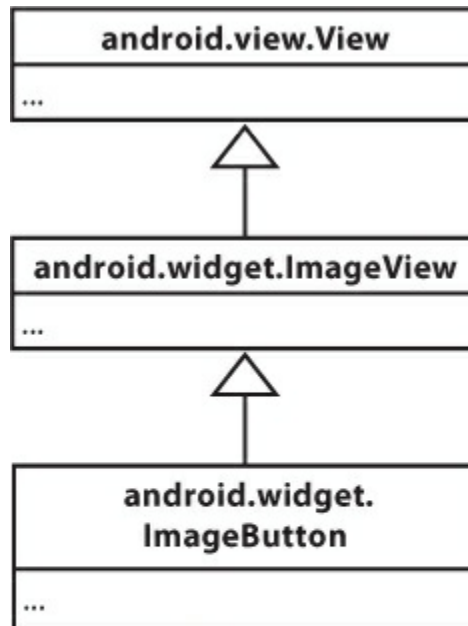 android.view.View
...
android.widget.ImageView
...
android.widget.
ImageButton
...